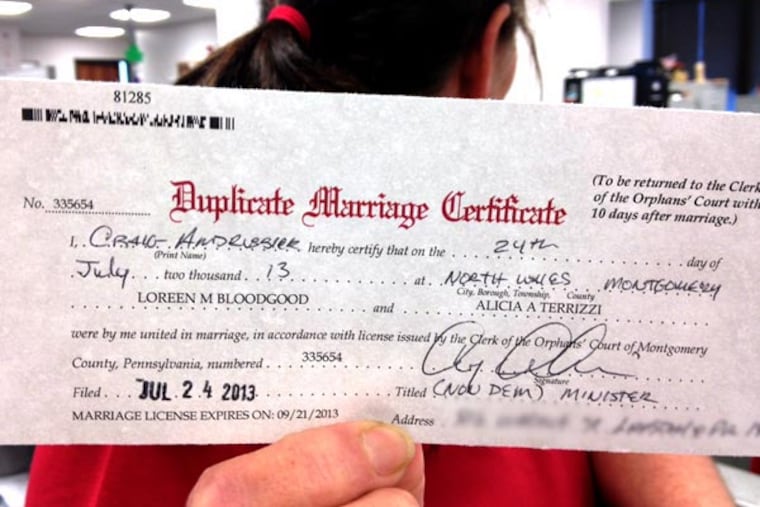 81285
No. 335654
Duplicate Marriage Certificate
(To be returned to the Clerk
of the Orphans' Court with
10 days after marriage.)
I, CRAIG ANDRUSSIER hereby certify that on the 24th day of
(Print Name)
July two thousand 13 at NORTH WALES MONTGOMERY
City, Borough, Township, County
LOREEN M BLOODGOOD and ALICIA A TERRIZZI
were by me united in marriage, in accordance with license issued by the Clerk of the Orphans' Court of Montgomery
County, Pennsylvania, numbered 335654
Signature
Filed JUL 24 2013 Titled (NON DEM) MINISTER
MARRIAGE LICENSE EXPIRES ON: 09/21/2013 Address